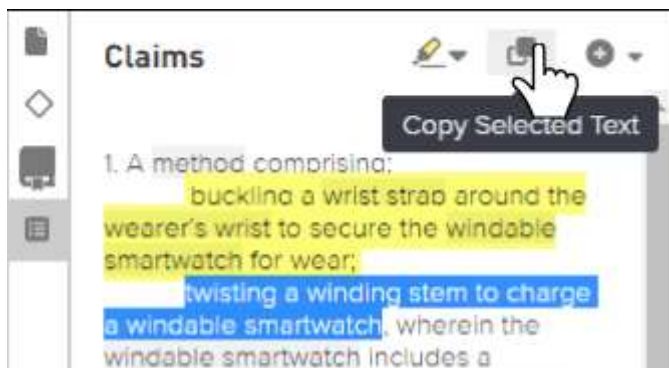 Claims
Copy Selected Text
1. A method comprising:
buckling a wrist strap around the
wearer's wrist to secure the windable
smartwatch for wear;
twisting a winding stem to charge
a windable smartwatch, wherein the
windable smartwatch includes a